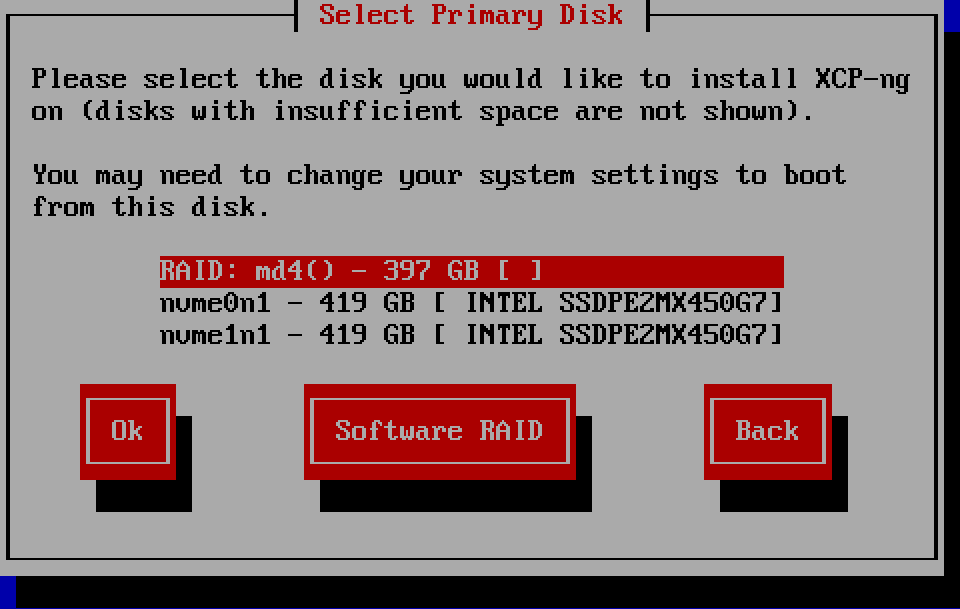 Select Primary Disk
Please select the disk you would like to install XCP-ng
on (disks with insufficient space are not shown).
You may need to change your system settings to boot
from this disk.
RAID: md4() - 397 GB [ ]
nvme0n1 - 419 GB [ INTEL SSDPE2MX450G7]
nvme1n1 - 419 GB [ INTEL SSDPE2MX450G7]
Ok Software RAID Back